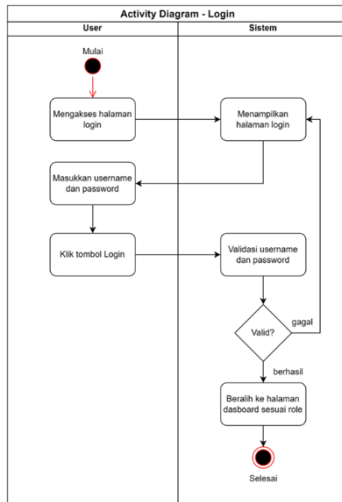 Activity Diagram - Login
User
Sistem
Mulai
Mengakses halaman
login
Menampilkan
halaman login
Masukkan username
dan password
Klik tombol Login
Validasi username
dan password
Valid?
gagal
berhasil
Beralih ke halaman
dasboard sesuai role
Selesai